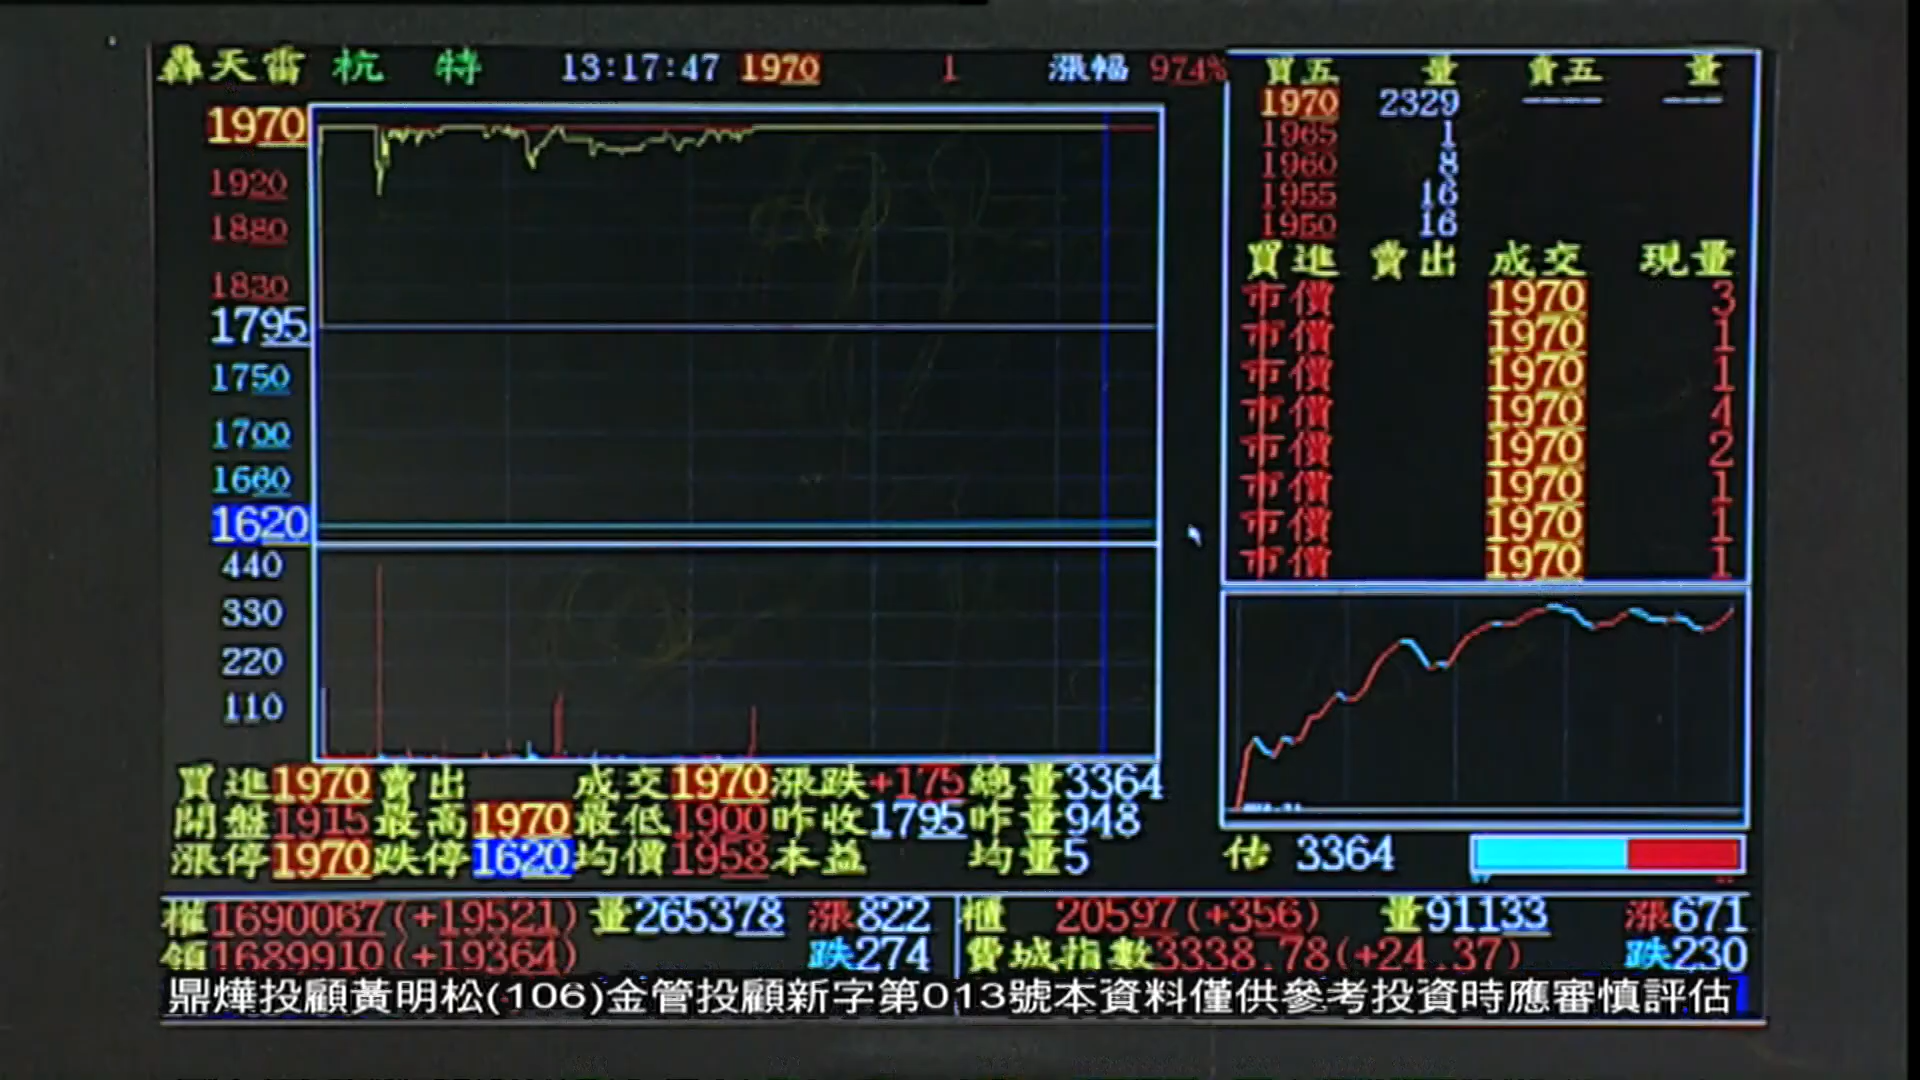 轟天雷 杭特 13:17:47 1970 1 漲幅 974%
1970
1920
1880
1830
1795
1750
1700
1660
1620
440
330
220
110
買五 量 賣五 量
1970 2329 ---- ---
1965 1
1960 8
1955 16
1950 16
買進 賣出 成交 現量
市價 1970 3
市價 1970 1
市價 1970 1
市價 1970 4
市價 1970 2
市價 1970 1
市價 1970 1
市價 1970 1
買進1970 賣出 成交1970 漲跌+175 總量3364
開盤1915 最高1970 最低1900 昨收1795 昨量948
漲停1970 跌停1620 均價1958 本益 均量5
估 3364
權1690067(+19521) 量265378 漲822
領1689910(+19364) 跌274
櫃 20597(+356) 量91133 漲671
費城指數3338.78(+24.37) 跌230
鼎燁投顧黃明松(106)金管投顧新字第013號本資料僅供參考投資時應審慎評估